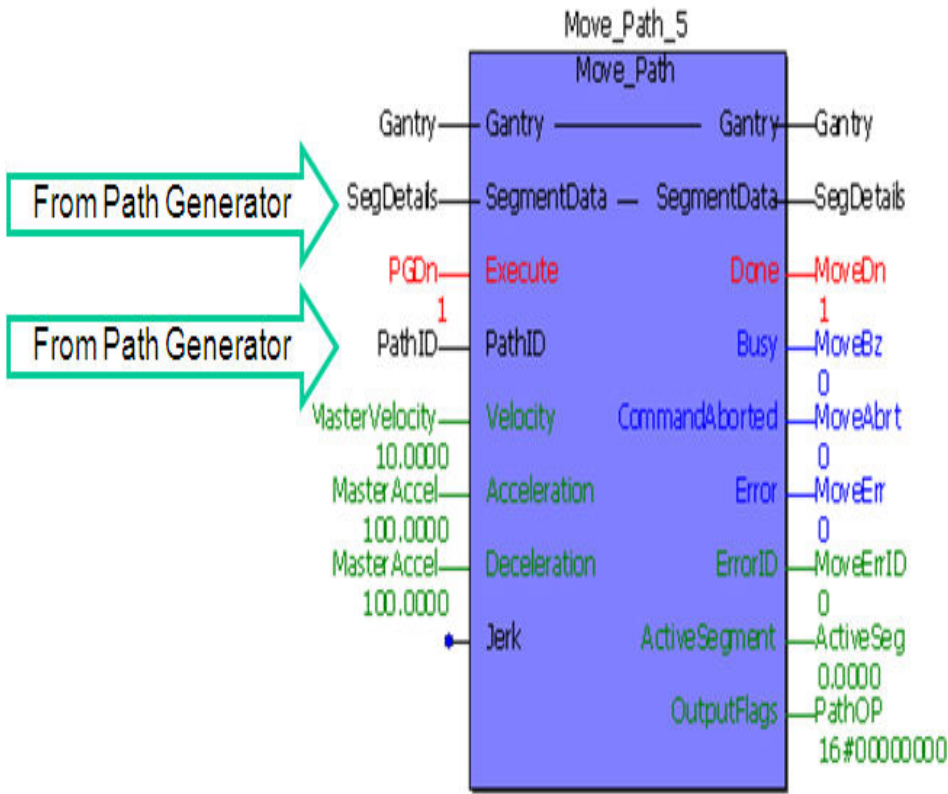 Move_Path_5
Move_Path
Gantry Gantry Gantry Gantry
From Path Generator SegDetails SegmentData SegmentData SegDetails
PGDn Execute Done MoveDn
1 1
From Path Generator PathID PathID Busy MoveBz
0
MasterVelocity Velocity CommandAborted MoveAbrt
10.0000 0
MasterAccel Acceleration Error MoveErr
100.0000 0
MasterAccel Deceleration ErrorID MoveErrID
100.0000 0
Jerk ActiveSegment ActiveSeg
0.0000
OutputFlags PathOP
16#00000000